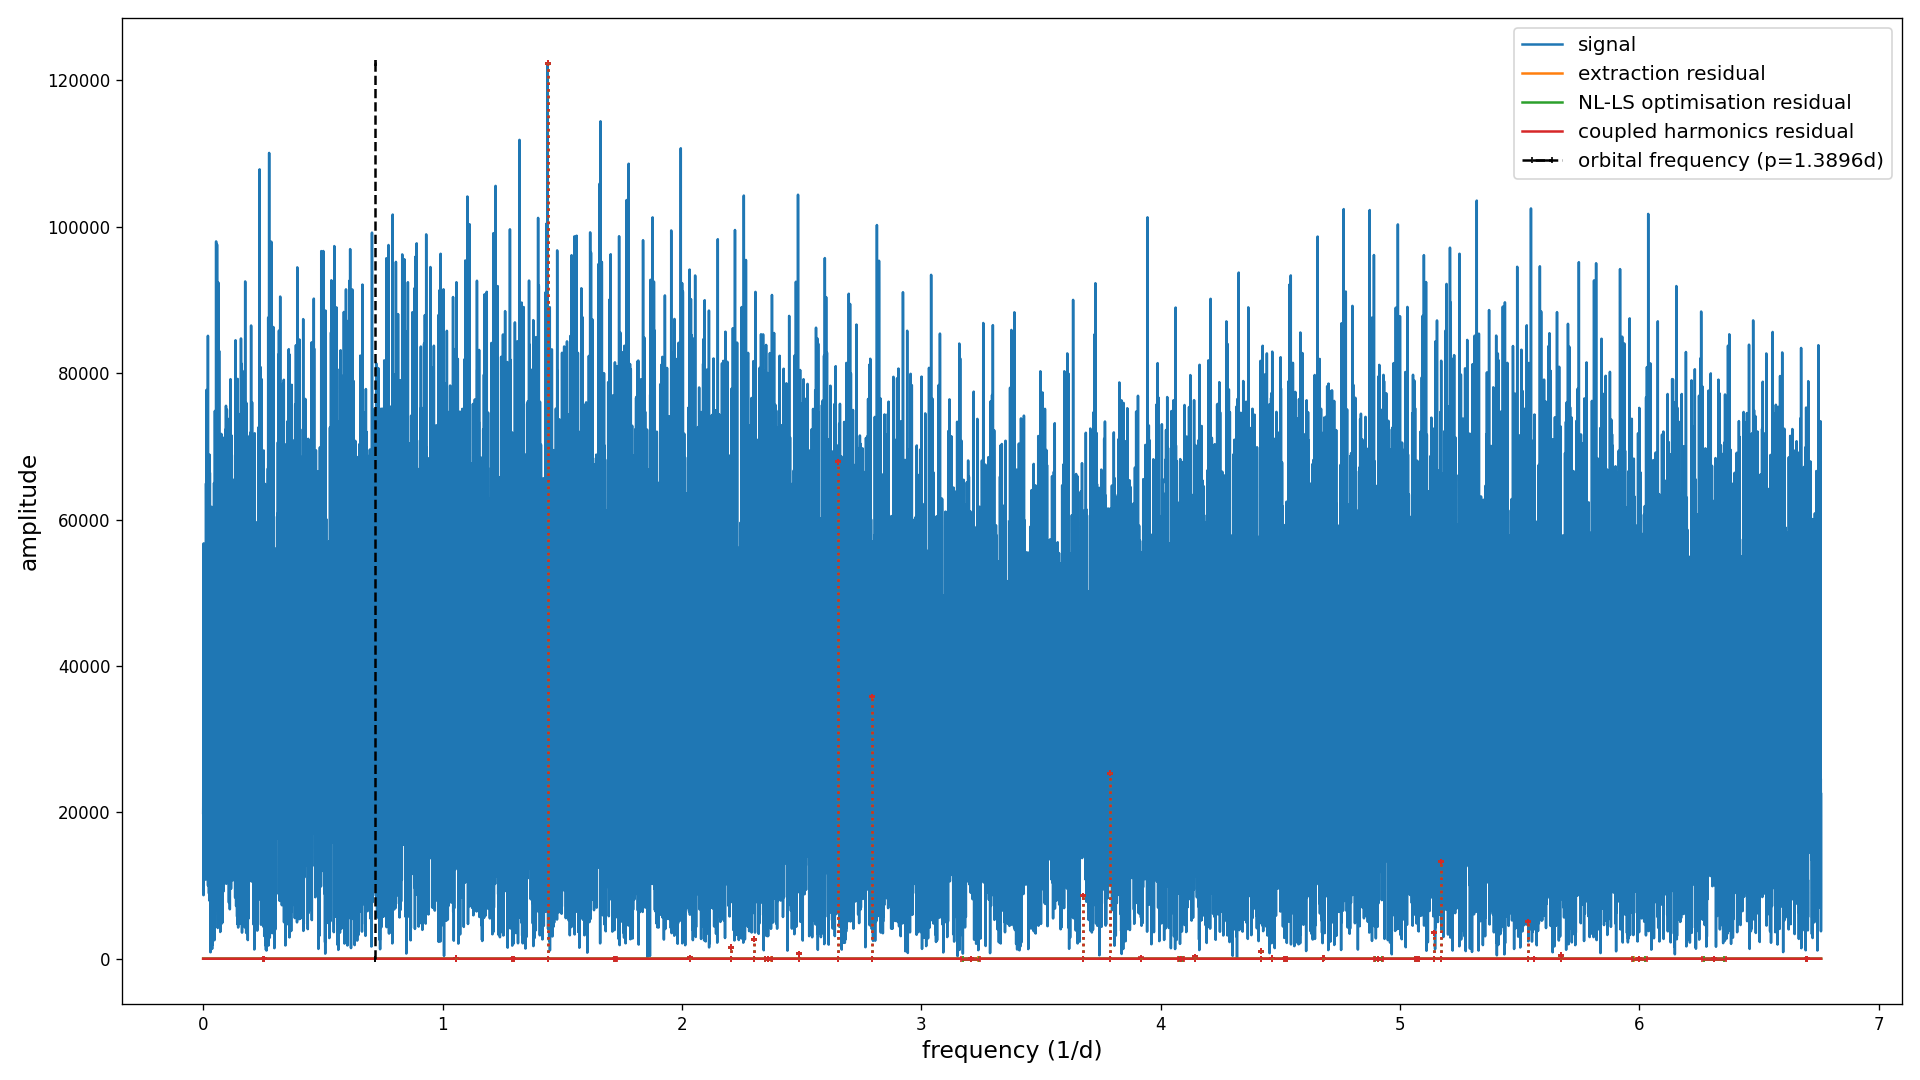 signal
extraction residual
NL-LS optimisation residual
coupled harmonics residual
orbital frequency (p=1.3896d)
120000
100000
80000
60000
40000
20000
0
amplitude
0 1 2 3 4 5 6 7
frequency (1/d)